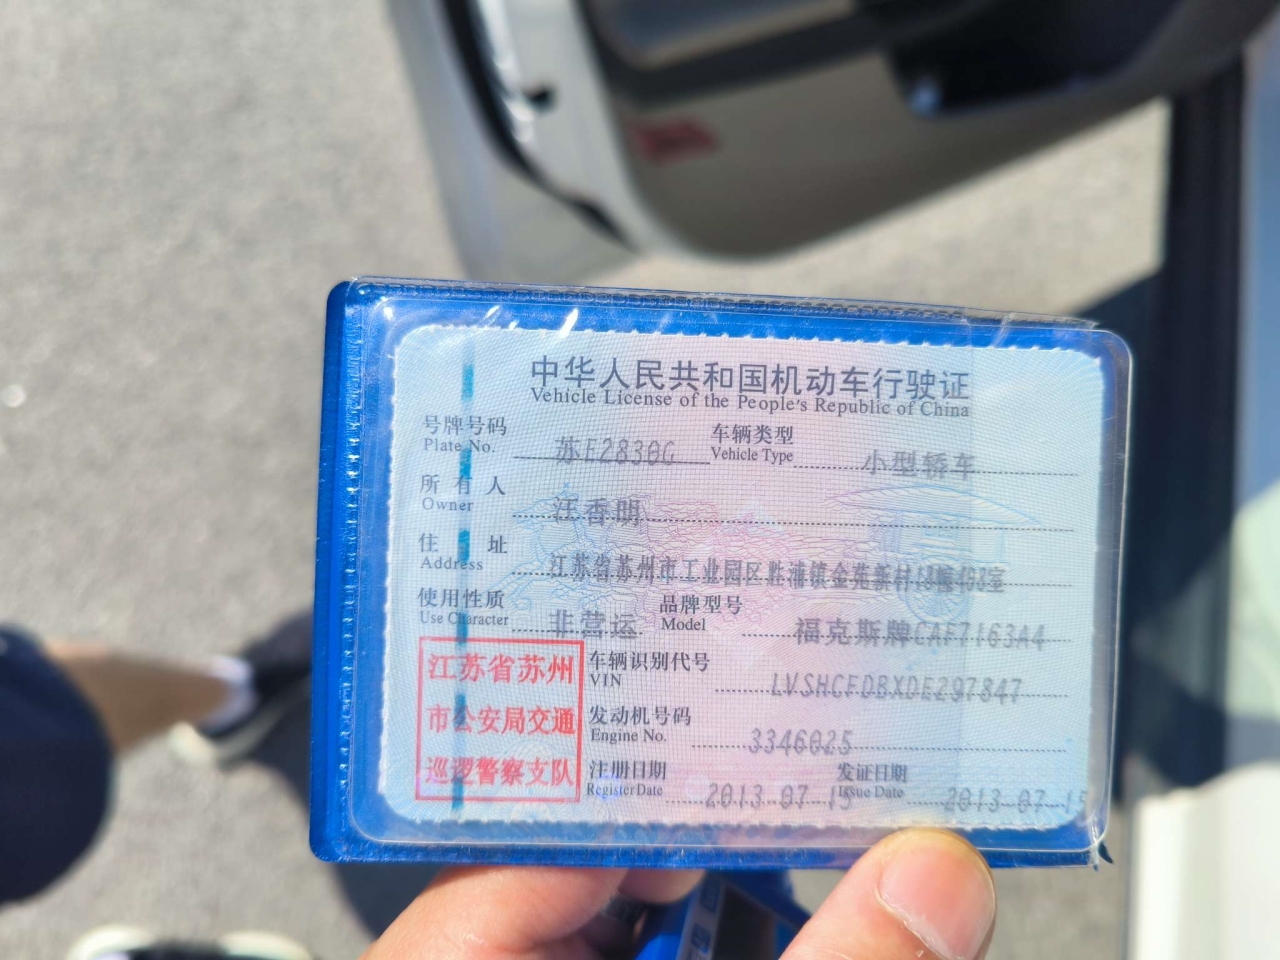 中华人民共和国机动车行驶证
Vehicle License of the People's Republic of China
号牌号码 苏E2830G 车辆类型 小型轿车
Plate No. Vehicle Type
所有人 汪香明
Owner
住址 江苏省苏州市工业园区胜浦镇金苑新村18幢408室
Address
使用性质 非营运 品牌型号 福克斯牌CAF7163A4
Use Character Model
江苏省苏州
市公安局交通
巡逻警察支队
车辆识别代号 LVSHCFDBXDE297847
VIN
发动机号码 3346025
Engine No.
注册日期 2013-07-15 发证日期 2013-07-15
Register Date Issue Date